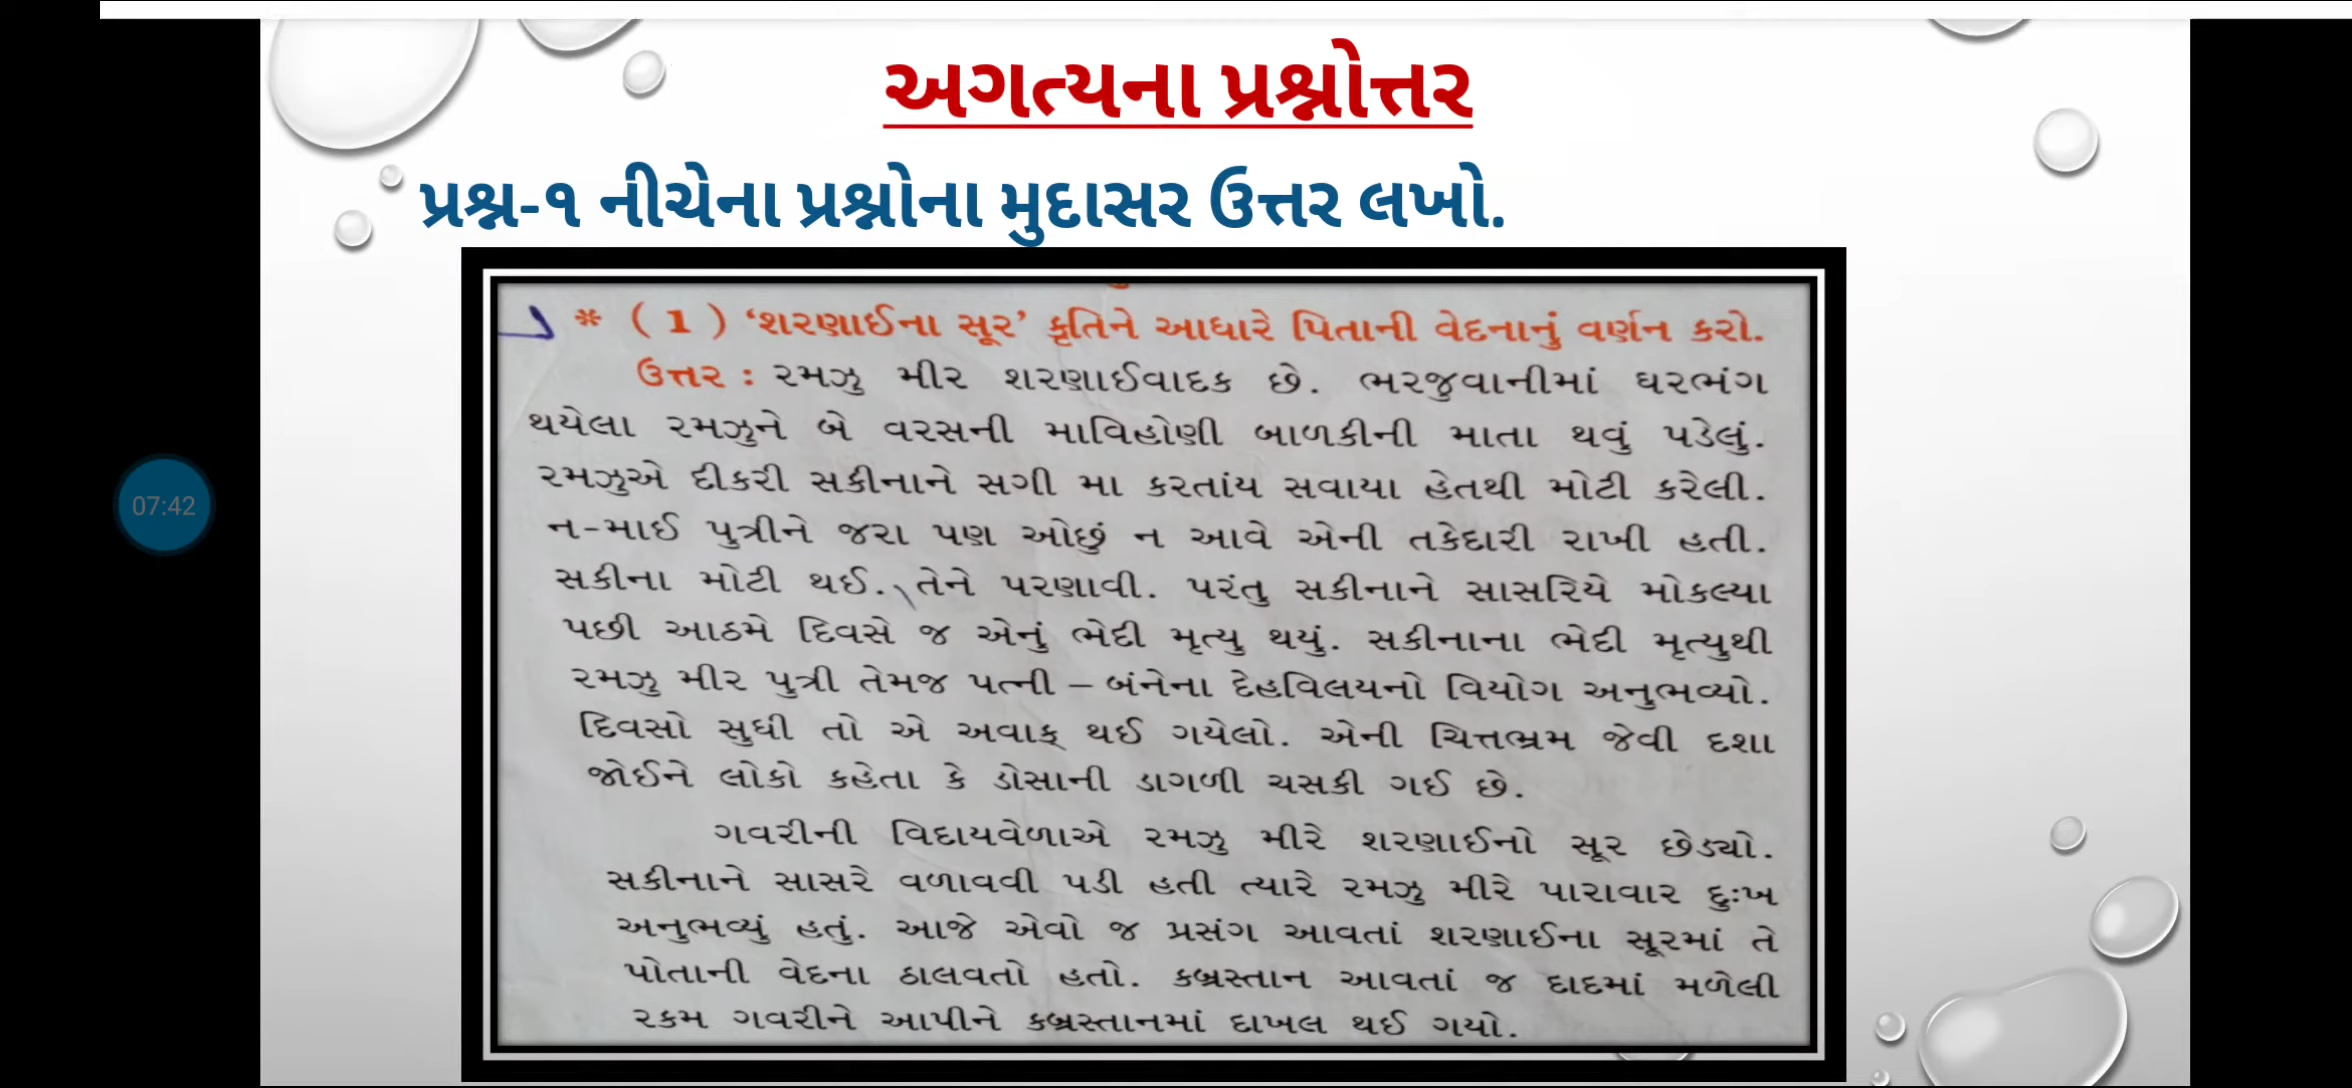 અગત્યના પ્રશ્નોત્તર
પ્રશ્ન-૧ નીચેના પ્રશ્નોના મુદાસર ઉત્તર લખો.
* ( 1 ) ‘શરણાઈના સૂર’ કૃતિને આધારે પિતાની વેદનાનું વર્ણન કરો.
ઉત્તર : રમઝુ મીર શરણાઈવાદક છે. ભરજુવાનીમાં ઘરભંગ
થયેલા રમઝુને બે વરસની માવિહોણી બાળકીની માતા થવું પડેલું.
રમઝુએ દીકરી સકીનાને સગી મા કરતાંય સવાયા હેતથી મોટી કરેલી.
ન-માઈ પુત્રીને જરા પણ ઓછું ન આવે એની તકેદારી રાખી હતી.
સકીના મોટી થઈ. તેને પરણાવી. પરંતુ સકીનાને સાસરિયે મોકલ્યા
પછી આઠમે દિવસે જ એનું ભેદી મૃત્યુ થયું. સકીનાના ભેદી મૃત્યુથી
રમઝુ મીર પુત્રી તેમજ પત્ની – બંનેના દેહવિલયનો વિયોગ અનુભવ્યો.
દિવસો સુધી તો એ અવાક્ થઈ ગયેલો. એની ચિત્તભ્રમ જેવી દશા
જોઈને લોકો કહેતા કે ડોસાની ડાગળી ચસકી ગઈ છે.
ગવરીની વિદાયવેળાએ રમઝુ મીરે શરણાઈનો સૂર છેડ્યો.
સકીનાને સાસરે વળાવવી પડી હતી ત્યારે રમઝુ મીરે પારાવાર દુઃખ
અનુભવ્યું હતું. આજે એવો જ પ્રસંગ આવતાં શરણાઈના સૂરમાં તે
પોતાની વેદના ઠાલવતો હતો. કબ્રસ્તાન આવતાં જ દાદમાં મળેલી
રકમ ગવરીને આપીને કબ્રસ્તાનમાં દાખલ થઈ ગયો.
07:42